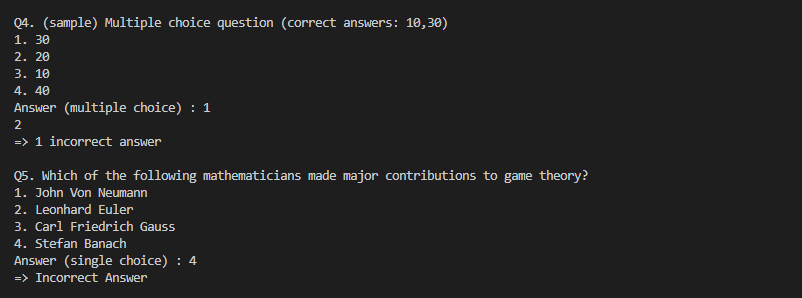 Q4. (sample) Multiple choice question (correct answers: 10,30)
1. 30
2. 20
3. 10
4. 40
Answer (multiple choice) : 1
2
=> 1 incorrect answer
Q5. Which of the following mathematicians made major contributions to game theory?
1. John Von Neumann
2. Leonhard Euler
3. Carl Friedrich Gauss
4. Stefan Banach
Answer (single choice) : 4
=> Incorrect Answer